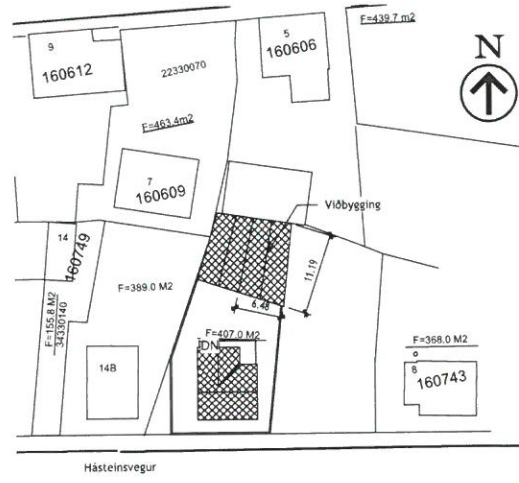 F=439.7 m2
9
160612
5
160606
N
22330070
F=463.4m2
7
160609
Viðbygging
14
160749
11.19
6.48
F=389.0 M2
F=155.8 M2
34330140
F=407.0 M2
F=368.0 M2
14B
8
160743
Hásteinsvegur